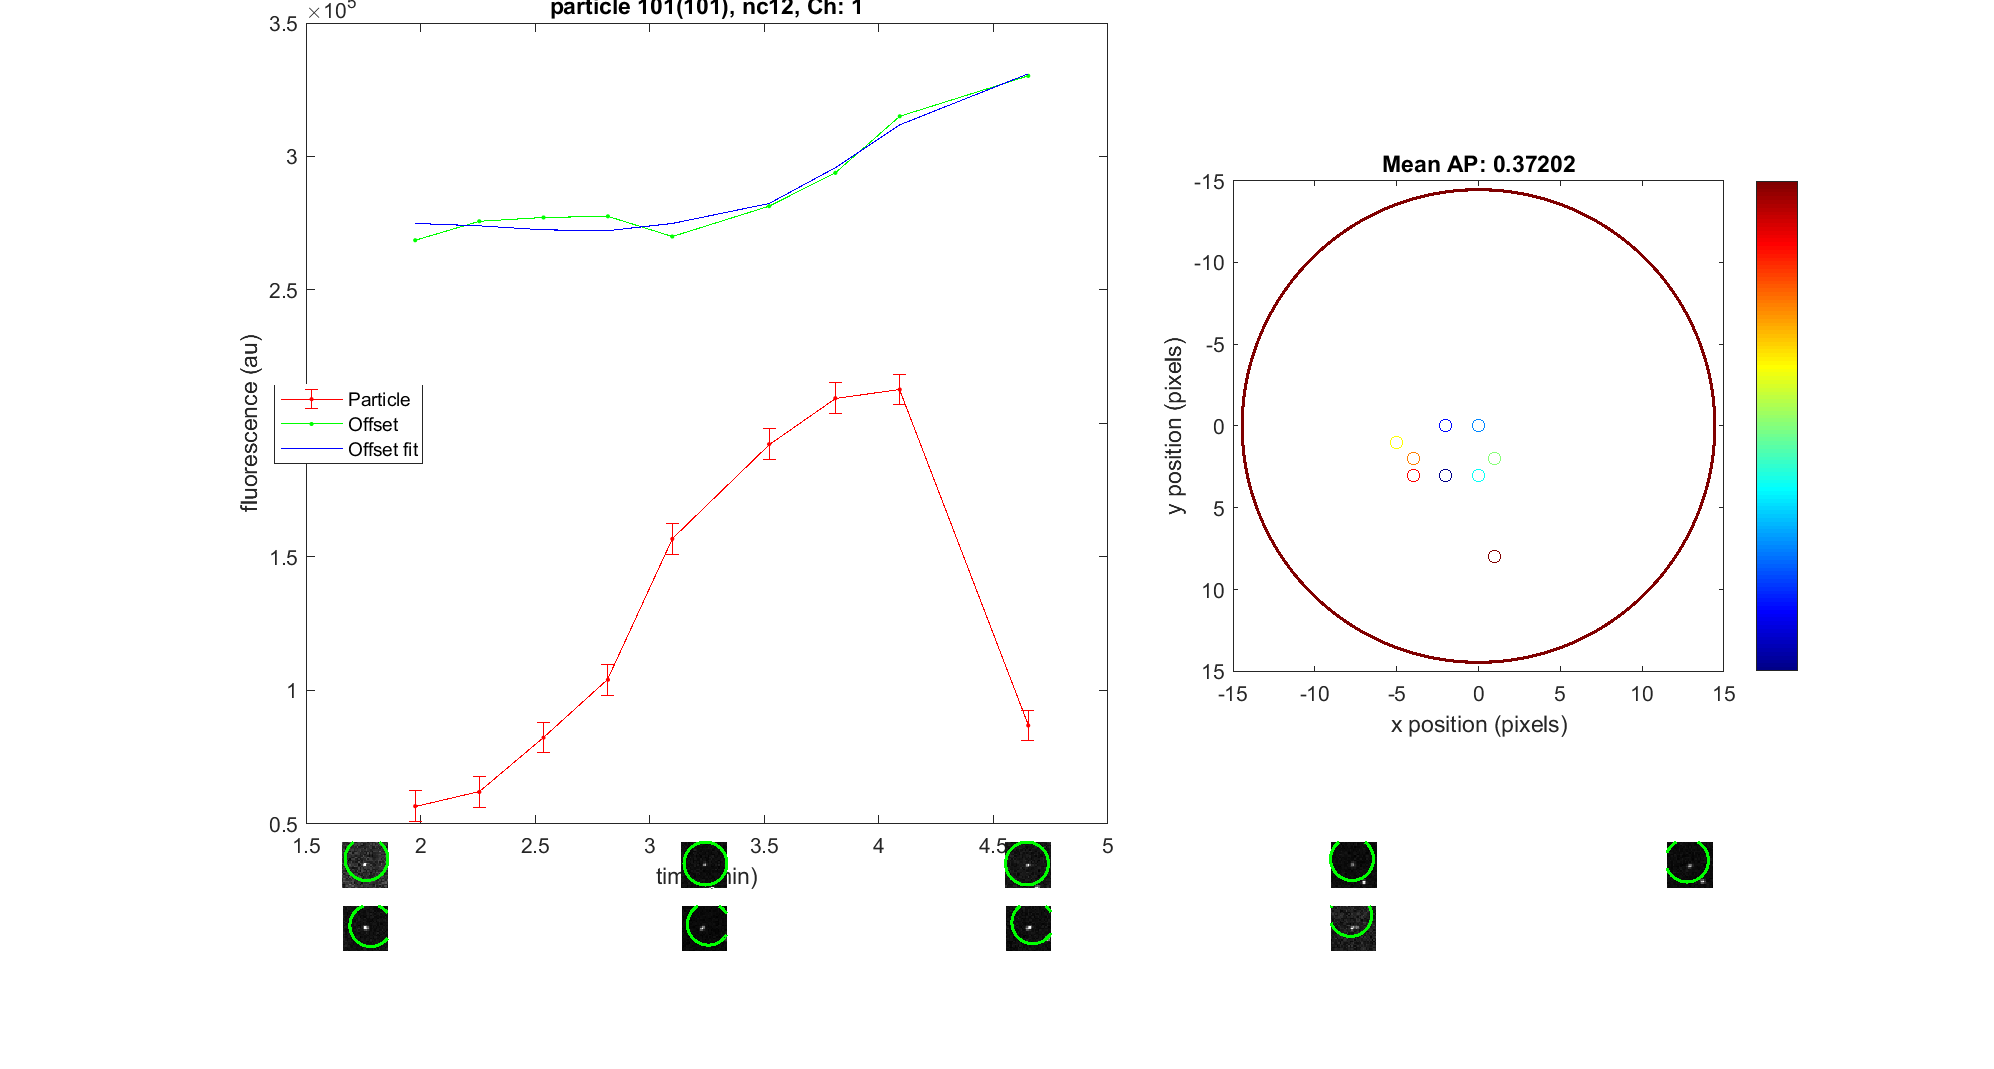 particle 101(101), nc12, Ch: 1
×10⁵
3.5
3
2.5
1.5
1
0.5
fluorescence (au)
Particle
Offset
Offset fit
1.5 2 2.5 3 3.5 4 4.5 5
Mean AP: 0.37202
-15
-10
-5
0
5
10
15
y position (pixels)
-15 -10 -5 0 5 10 15
x position (pixels)